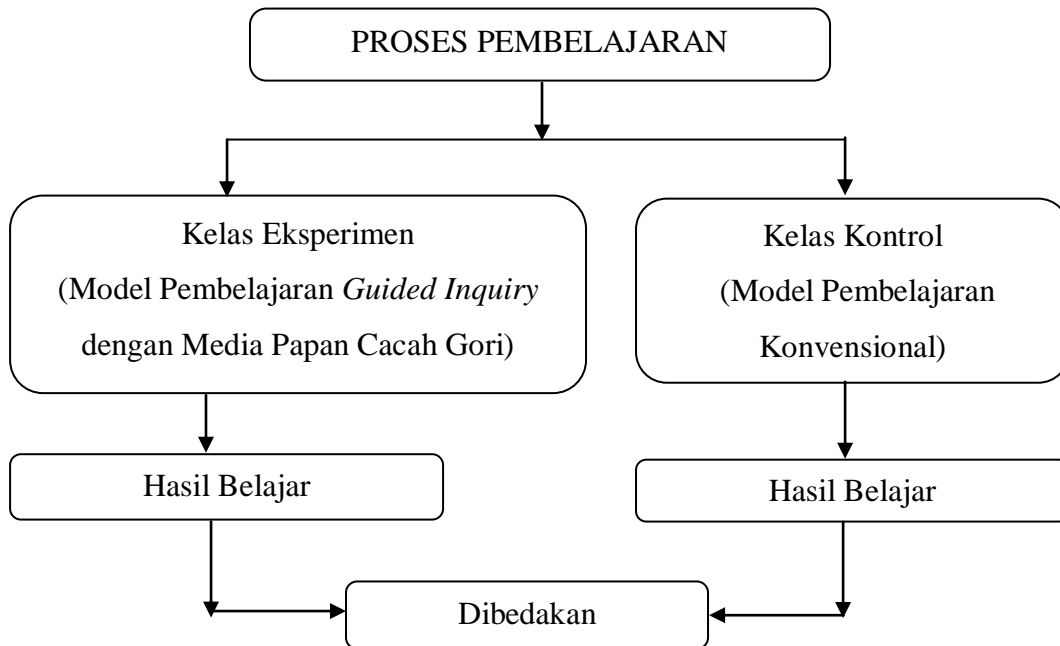 PROSES PEMBELAJARAN
Kelas Eksperimen
(Model Pembelajaran Guided Inquiry
dengan Media Papan Cacah Gori)
Kelas Kontrol
(Model Pembelajaran
Konvensional)
Hasil Belajar
Hasil Belajar
Dibedakan